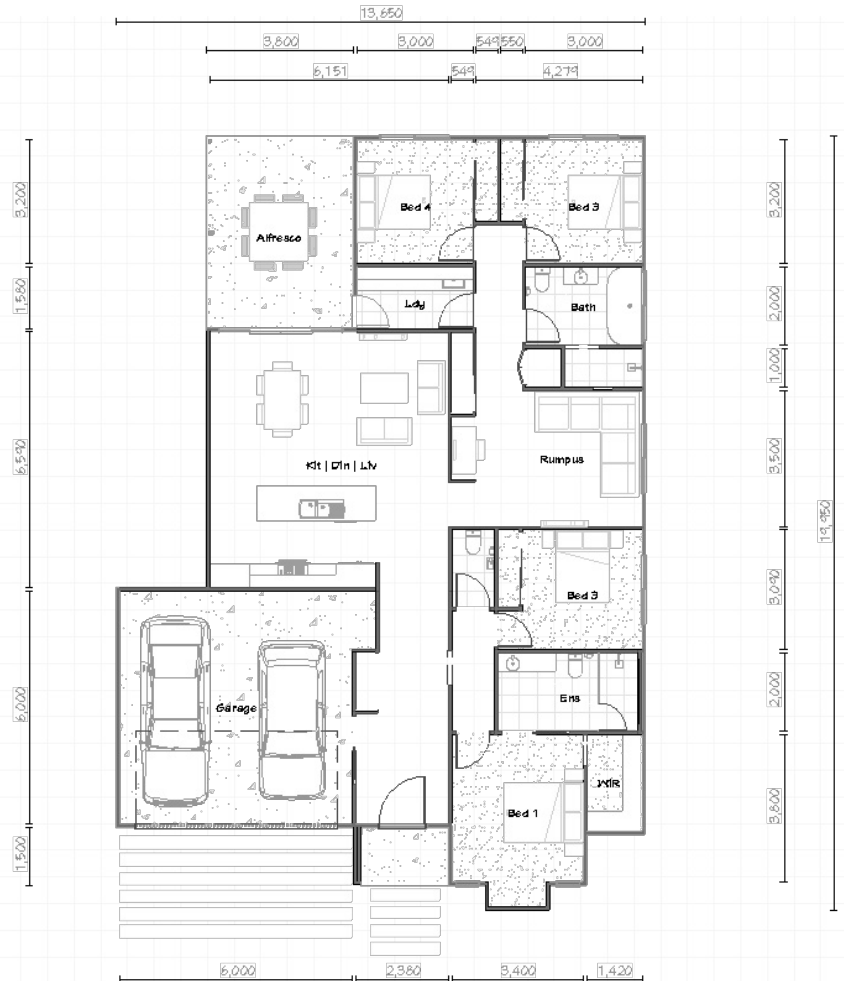 13,650
3,800 3,000 549 550 3,000
6,151 549 4,279
3,200
3,200
Bed 4
Bed 3
Alfresco
1,580
2,000
Ldy
Bath
19,950
1,000
6,590
3,500
Kit | Din | Liv
Rumpus
3,090
Bed 3
6,000
2,000
Ens
Garage
WIR
3,800
Bed 1
1,500
6,000 2,380 3,400 1,420